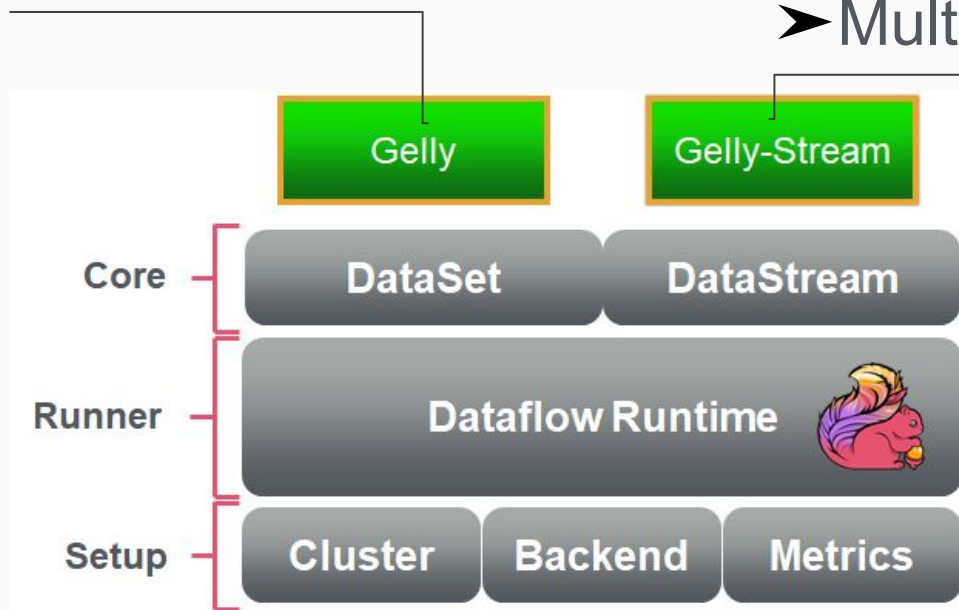 ➤Mult
Gelly
Gelly-Stream
Core
DataSet
DataStream
Runner
Dataflow Runtime
Setup
Cluster
Backend
Metrics